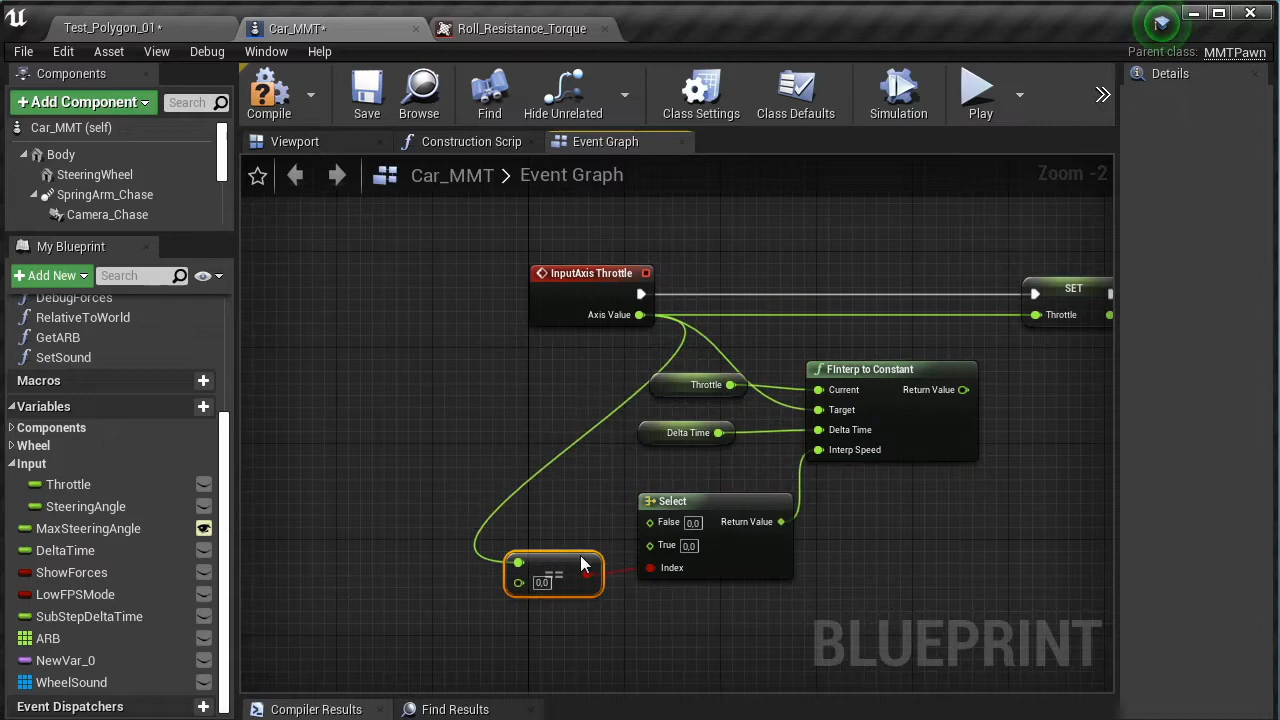 Test_Polygon_01*
Car_MMT*
Roll_Resistance_Torque
File Edit Asset View Debug Window Help
Parent class: MMTPawn
Components
Details
+ Add Component
Search
Compile
Save
Browse
Find
Hide Unrelated
Class Settings
Class Defaults
Simulation
Play
Car_MMT (self)
Body
SteeringWheel
SpringArm_Chase
Camera_Chase
Viewport
Construction Scrip
Event Graph
Car_MMT > Event Graph
Zoom -2
My Blueprint
+ Add New
Search
DebugForces
RelativeToWorld
GetARB
SetSound
Macros
Variables
Components
Wheel
Input
Throttle
SteeringAngle
MaxSteeringAngle
DeltaTime
ShowForces
LowFPSMode
SubStepDeltaTime
ARB
NewVar_0
WheelSound
Event Dispatchers
InputAxis Throttle
Axis Value
SET
Throttle
Throttle
Delta Time
FInterp to Constant
Current
Return Value
Target
Delta Time
Interp Speed
Select
False 0,0
Return Value
True 0,0
Index
==
0,0
BLUEPRINT
Compiler Results
Find Results